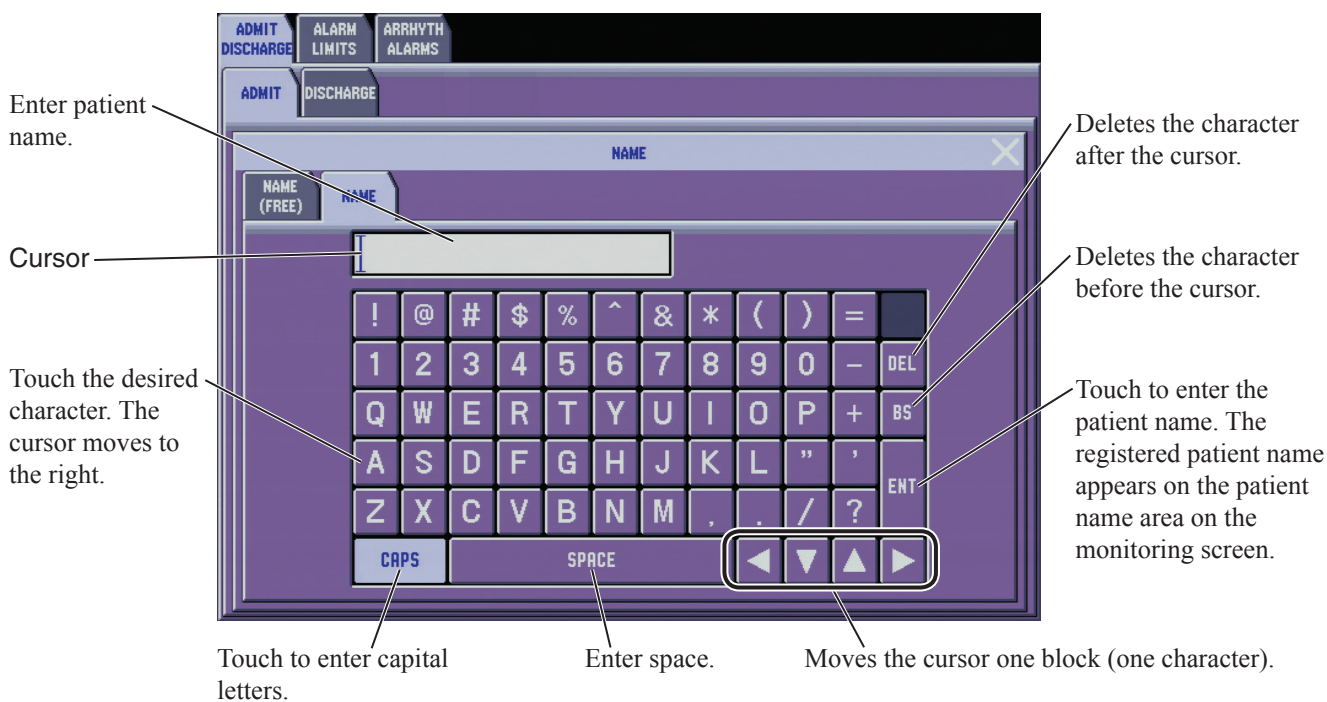 ADMIT
DISCHARGE
ALARM
LIMITS
ARRHYTH
ALARMS
ADMIT
DISCHARGE
NAME
NAME
(FREE)
NAME
! @ # $ % ^ & * ( ) =
1 2 3 4 5 6 7 8 9 0 – DEL
Q W E R T Y U I O P + BS
A S D F G H J K L " '
ENT
Z X C V B N M , . / ?
CAPS SPACE ◀ ▼ ▲ ▶
Enter patient
name.
Cursor
Touch the desired
character. The
cursor moves to
the right.
Deletes the character
after the cursor.
Deletes the character
before the cursor.
Touch to enter the
patient name. The
registered patient name
appears on the patient
name area on the
monitoring screen.
Touch to enter capital
letters.
Enter space.
Moves the cursor one block (one character).